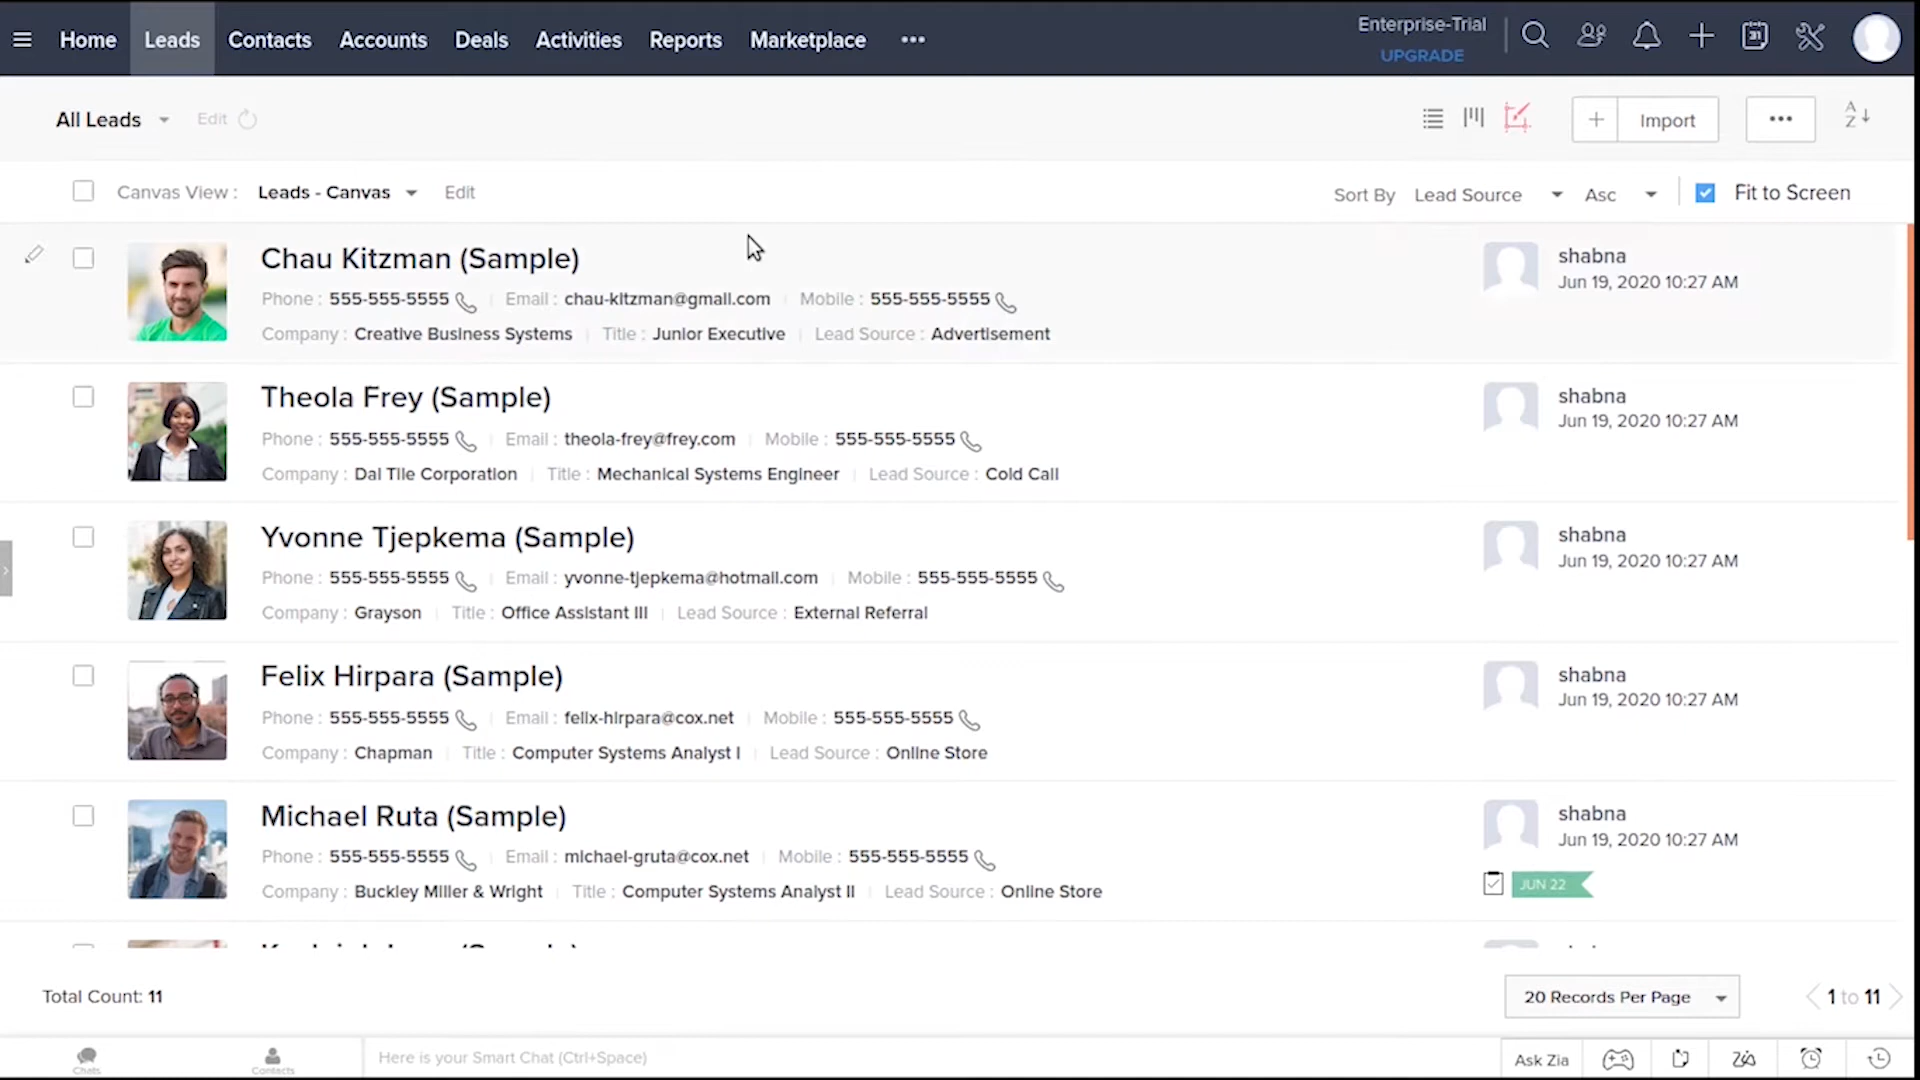 Home Leads Contacts Accounts Deals Activities Reports Marketplace ••• Enterprise-Trial
UPGRADE
31
All Leads Edit + Import ••• A Z
Canvas View : Leads - Canvas Edit Sort By Lead Source Asc Fit to Screen
Chau Kitzman (Sample) shabna
Jun 19, 2020 10:27 AM
Phone : 555-555-5555 Email : chau-kitzman@gmail.com Mobile : 555-555-5555
Company : Creative Business Systems Title : Junior Executive Lead Source : Advertisement
Theola Frey (Sample) shabna
Jun 19, 2020 10:27 AM
Phone : 555-555-5555 Email : theola-frey@frey.com Mobile : 555-555-5555
Company : Dal Tile Corporation Title : Mechanical Systems Engineer Lead Source : Cold Call
Yvonne Tjepkema (Sample) shabna
Jun 19, 2020 10:27 AM
Phone : 555-555-5555 Email : yvonne-tjepkema@hotmail.com Mobile : 555-555-5555
Company : Grayson Title : Office Assistant III Lead Source : External Referral
Felix Hirpara (Sample) shabna
Jun 19, 2020 10:27 AM
Phone : 555-555-5555 Email : felix-hirpara@cox.net Mobile : 555-555-5555
Company : Chapman Title : Computer Systems Analyst I Lead Source : Online Store
Michael Ruta (Sample) shabna
Jun 19, 2020 10:27 AM
Phone : 555-555-5555 Email : michael-gruta@cox.net Mobile : 555-555-5555
Company : Buckley Miller & Wright Title : Computer Systems Analyst II Lead Source : Online Store
JUN 22
Total Count: 11 20 Records Per Page 1 to 11
Chats Contacts Here is your Smart Chat (Ctrl+Space) Ask Zia